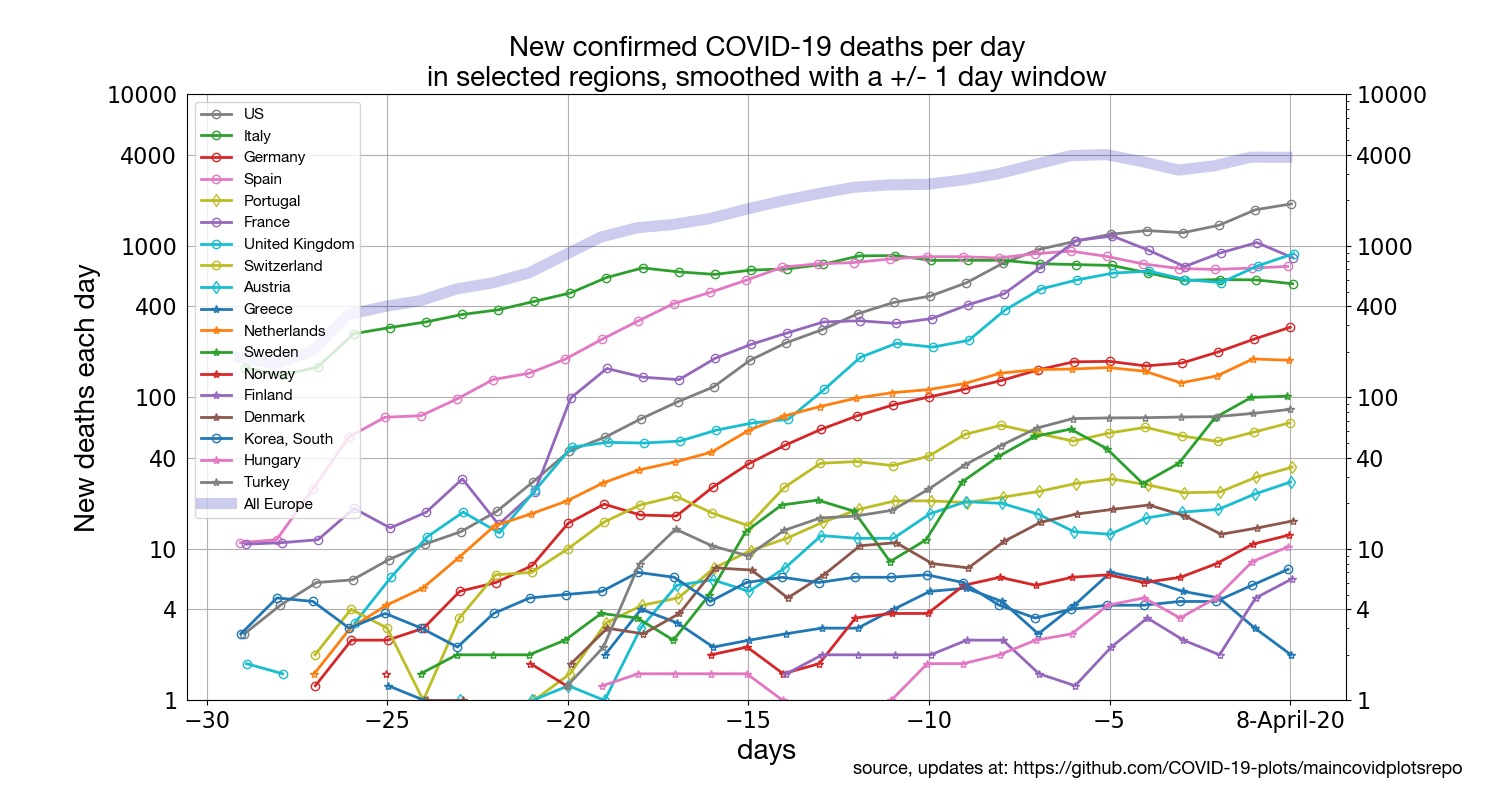 New confirmed COVID-19 deaths per day
in selected regions, smoothed with a +/- 1 day window
10000
4000
1000
400
100
40
10
4
1
New deaths each day
US
Italy
Germany
Spain
Portugal
France
United Kingdom
Switzerland
Austria
Greece
Netherlands
Sweden
Norway
Finland
Denmark
Korea, South
Hungary
Turkey
All Europe
10000
4000
1000
400
100
40
10
4
1
−30 −25 −20 −15 −10 −5 8-April-20
days
source, updates at: https://github.com/COVID-19-plots/maincovidplotsrepo